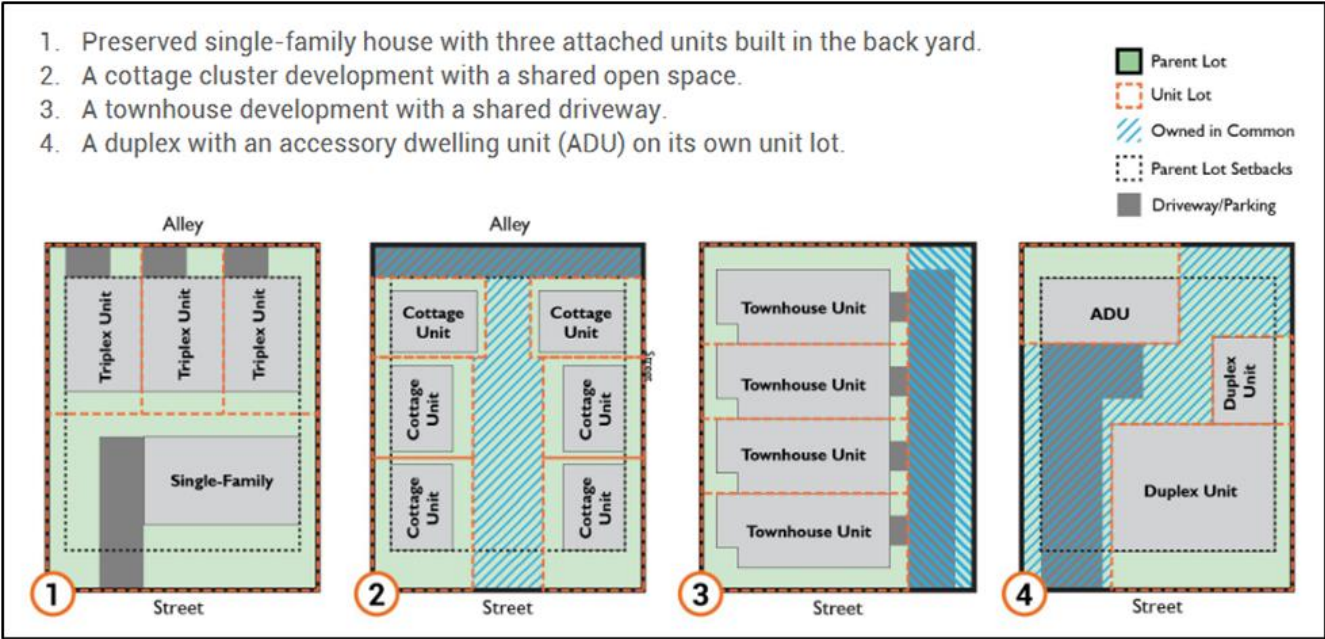 1. Preserved single-family house with three attached units built in the back yard.
2. A cottage cluster development with a shared open space.
3. A townhouse development with a shared driveway.
4. A duplex with an accessory dwelling unit (ADU) on its own unit lot.
Parent Lot
Unit Lot
Owned in Common
Parent Lot Setbacks
Driveway/Parking
Alley
Triplex Unit
Triplex Unit
Triplex Unit
Single-Family
1
Street
Alley
Cottage
Unit
Cottage
Unit
Street
Cottage
Unit
Cottage
Unit
Cottage
Unit
Cottage
Unit
2
Street
Townhouse Unit
Townhouse Unit
Townhouse Unit
Townhouse Unit
3
Street
ADU
Duplex
Unit
Duplex Unit
4
Street